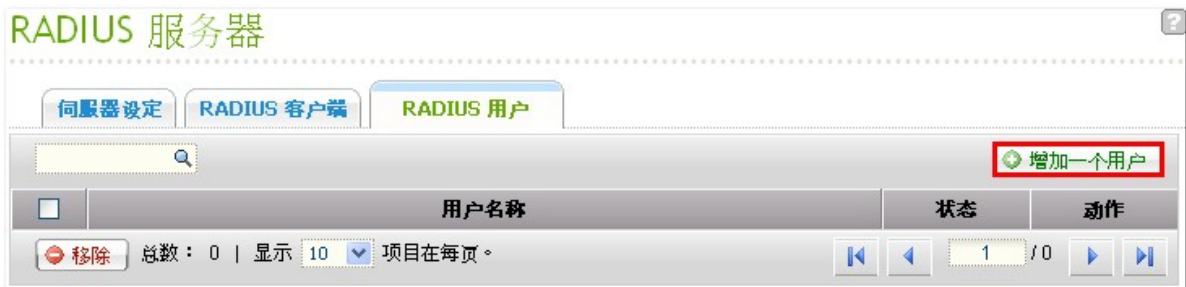 RADIUS 服务器
伺服器设定 RADIUS 客户端 RADIUS 用户
增加一个用户
用户名称 状态 动作
移除 总数: 0 | 显示 10 项目在每页。 1 / 0